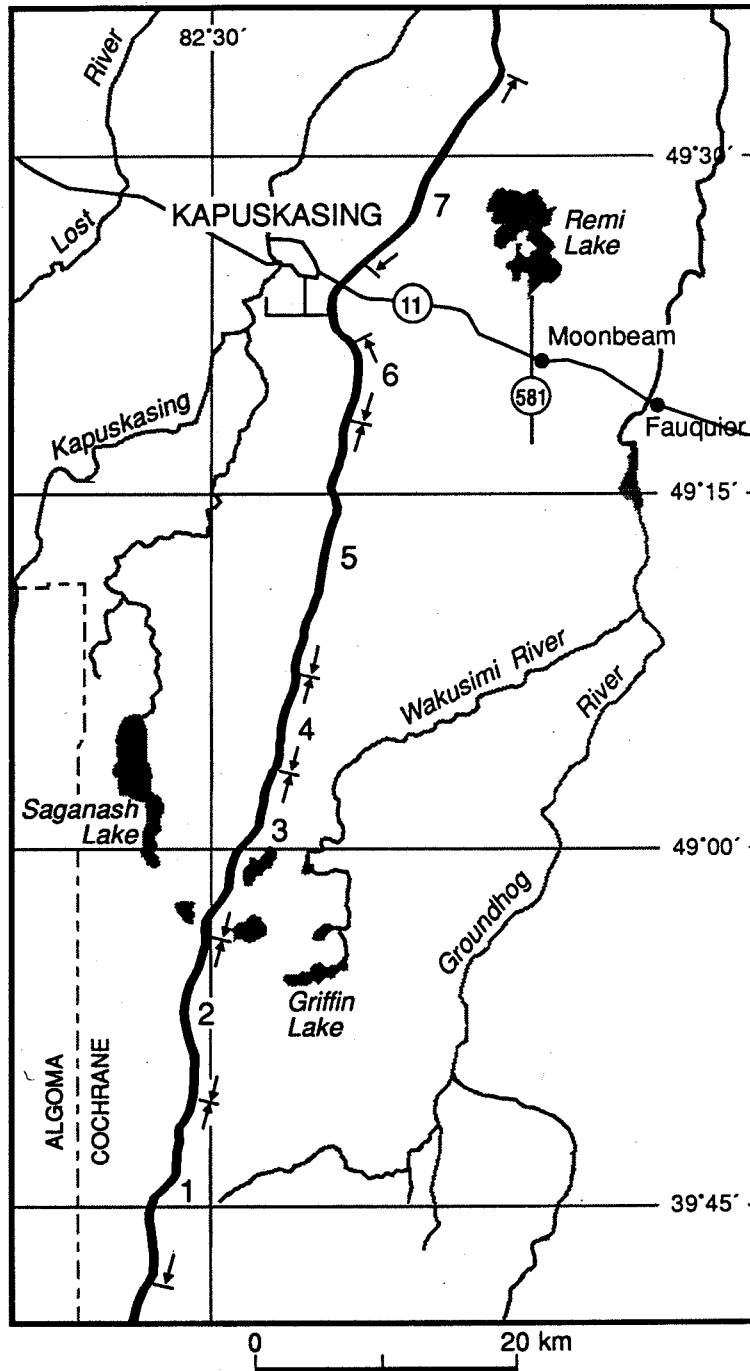 82°30′
River
49°30′
7
KAPUSKASING
Remi
Lake
Lost
11
Moonbeam
6
581
Kapuskasing
Fauquier
49°15′
5
Wakusimi River
River
4
Saganash
Lake
3
49°00′
Groundhog
Griffin
Lake
2
ALGOMA
COCHRANE
1
39°45′
0 20 km